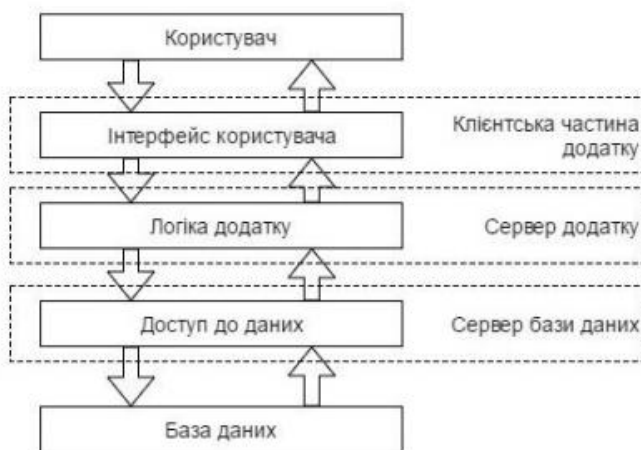 Користувач
Інтерфейс користувача
Клієнтська частина
додатку
Логіка додатку
Сервер додатку
Доступ до даних
Сервер бази даних
База даних